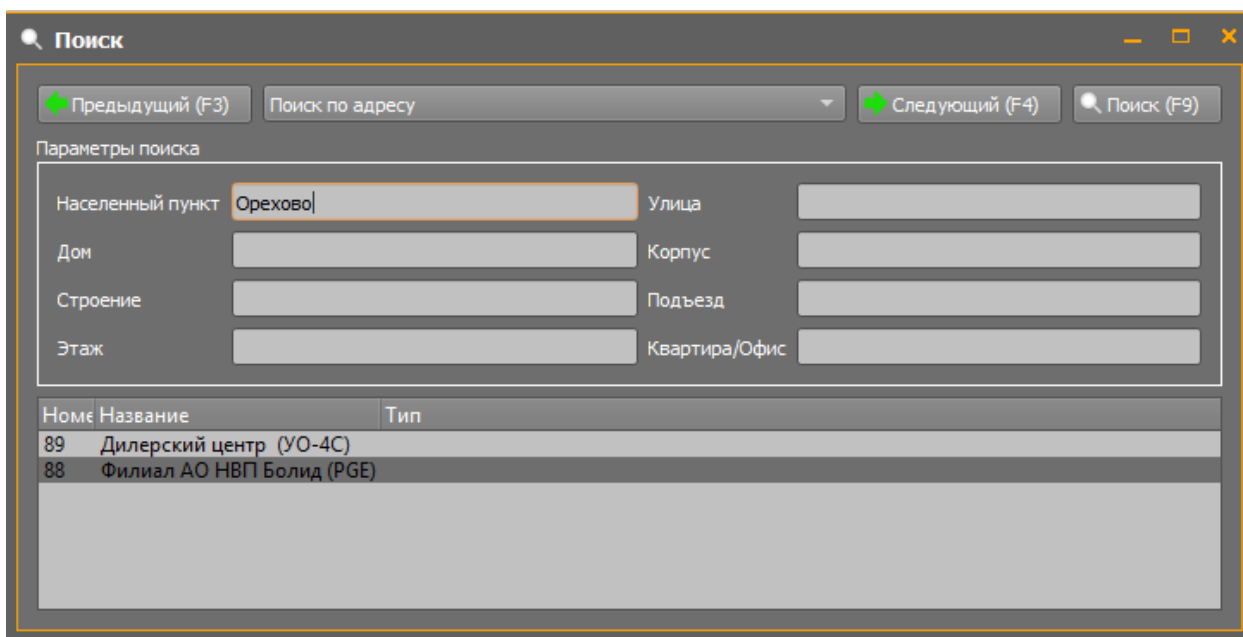 Поиск
Предыдущий (F3) Поиск по адресу Следующий (F4) Поиск (F9)
Параметры поиска
Населенный пункт Орехово Улица
Дом Корпус
Строение Подъезд
Этаж Квартира/Офис
Номе Название Тип
89 Дилерский центр (УО-4С)
88 Филиал АО НВП Болид (PGE)